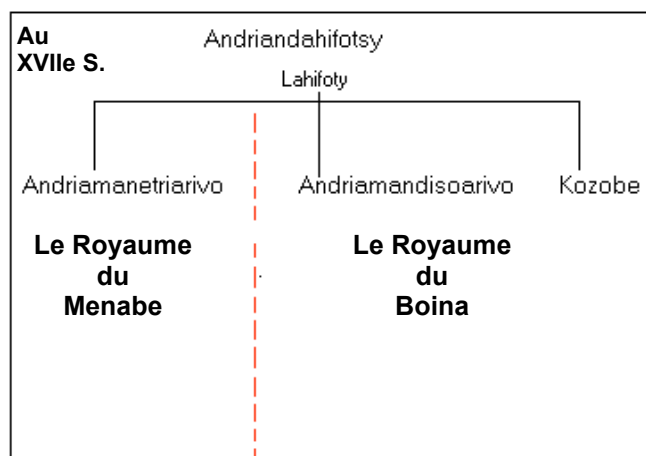 Au
XVIIe S.
Andriandahifotsy
Lahifoty
Andriamanetriarivo
Andriamandisoarivo
Kozobe
Le Royaume
du
Menabe
Le Royaume
du
Boina